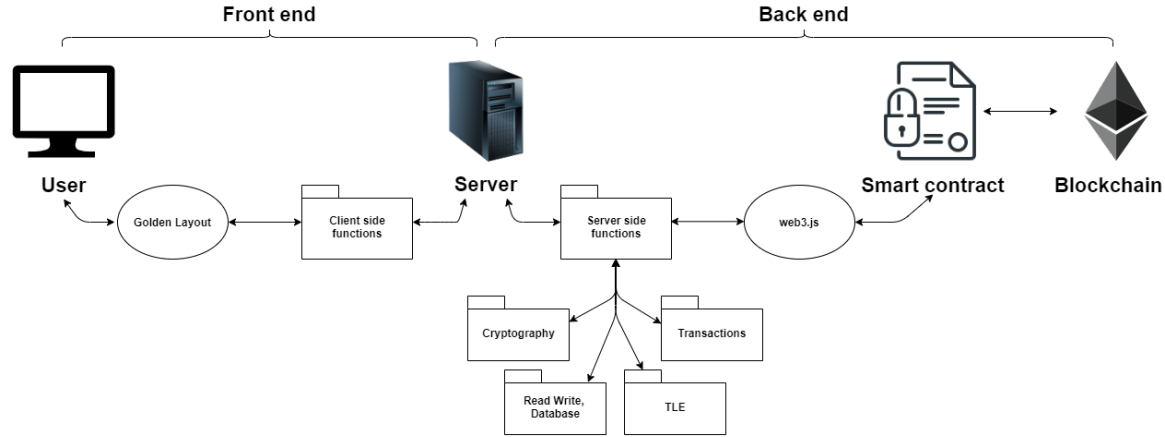 Front end
Back end
User
Server
Smart contract
Blockchain
Golden Layout
Client side
functions
Server side
functions
web3.js
Cryptography
Transactions
Read Write,
Database
TLE